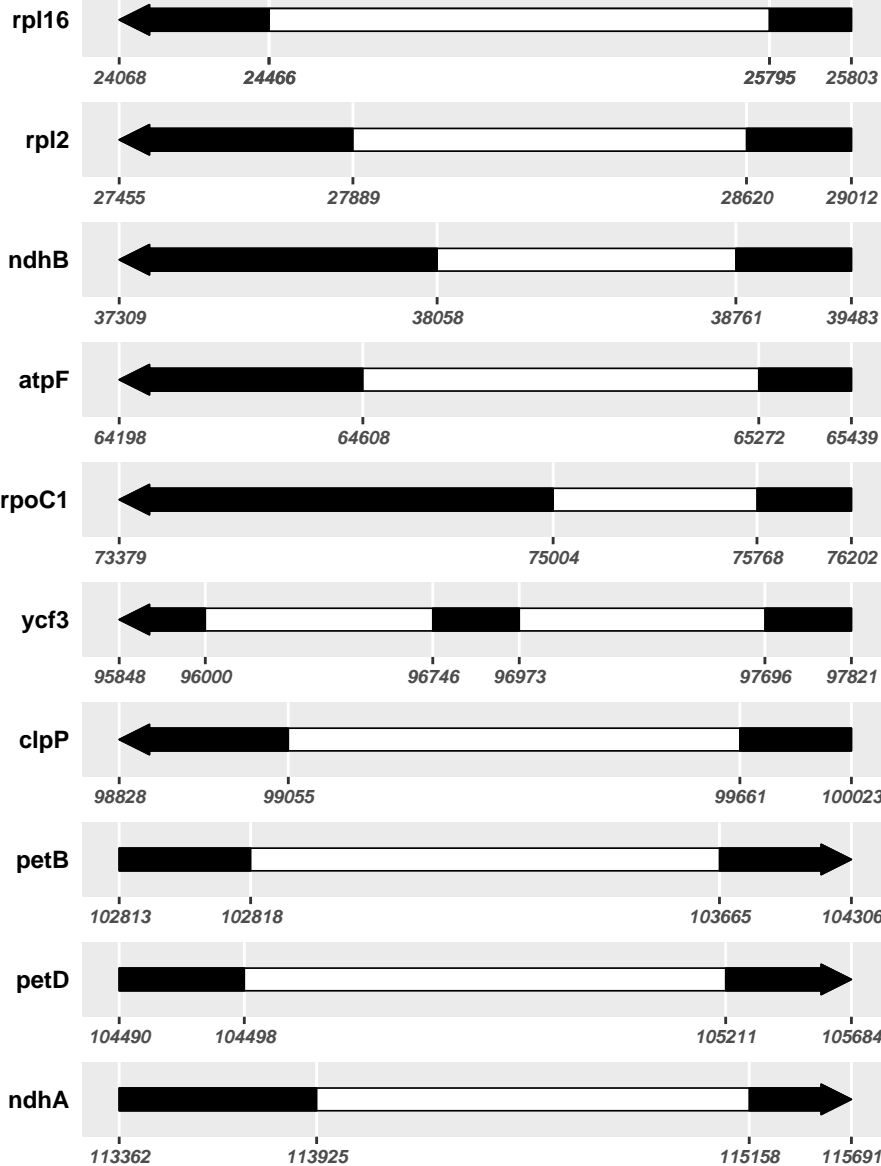 rpl16
24068 24466 25795 25803
rpl2
27455 27889 28620 29012
ndhB
37309 38058 38761 39483
atpF
64198 64608 65272 65439
rpoC1
73379 75004 75768 76202
ycf3
95848 96000 96746 96973 97696 97821
clpP
98828 99055 99661 100023
petB
102813 102818 103665 104306
petD
104490 104498 105211 105684
ndhA
113362 113925 115158 115691